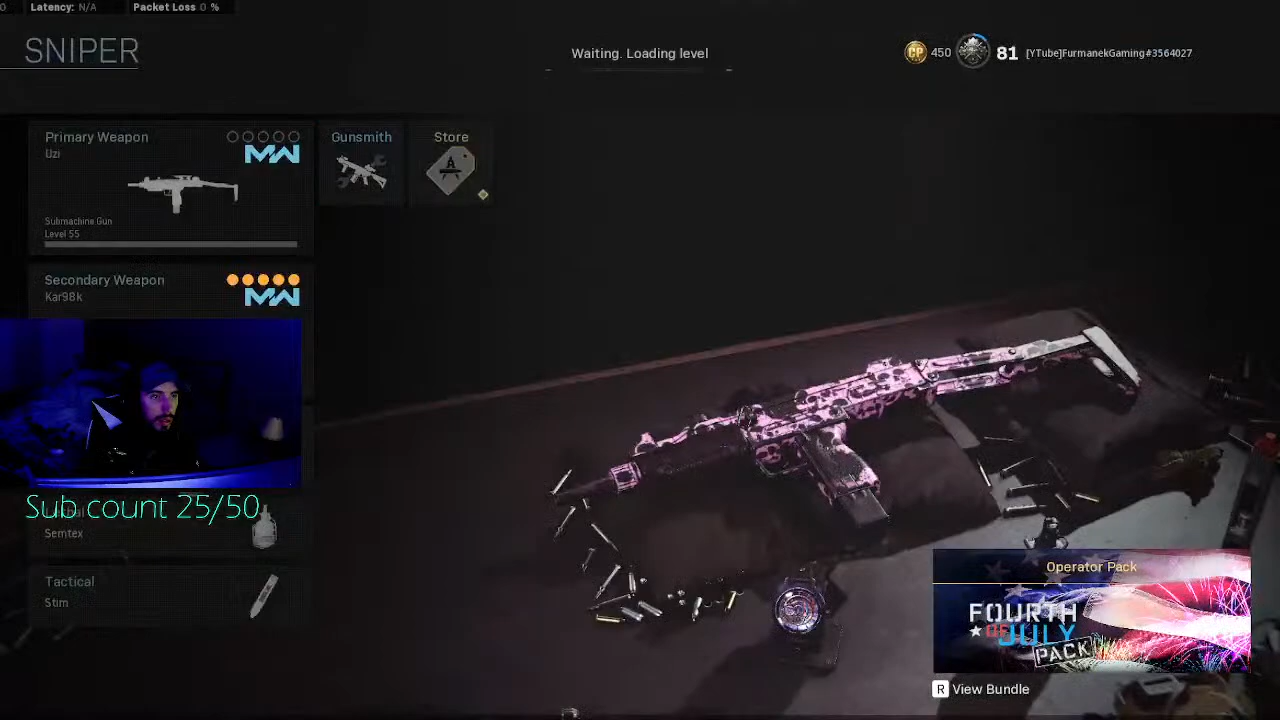 Latency: N/A
Packet Loss 0 %
SNIPER
Waiting. Loading level
CP 450
81
[YTube]FurmanekGaming#3564027
Primary Weapon
Uzi
MW
Submachine Gun
Level 55
Gunsmith
Store
Secondary Weapon
Kar98k
MW
Sub count 25/50
Semtex
Tactical
Stim
Operator Pack
FOURTH
OF JULY
PACK
R View Bundle